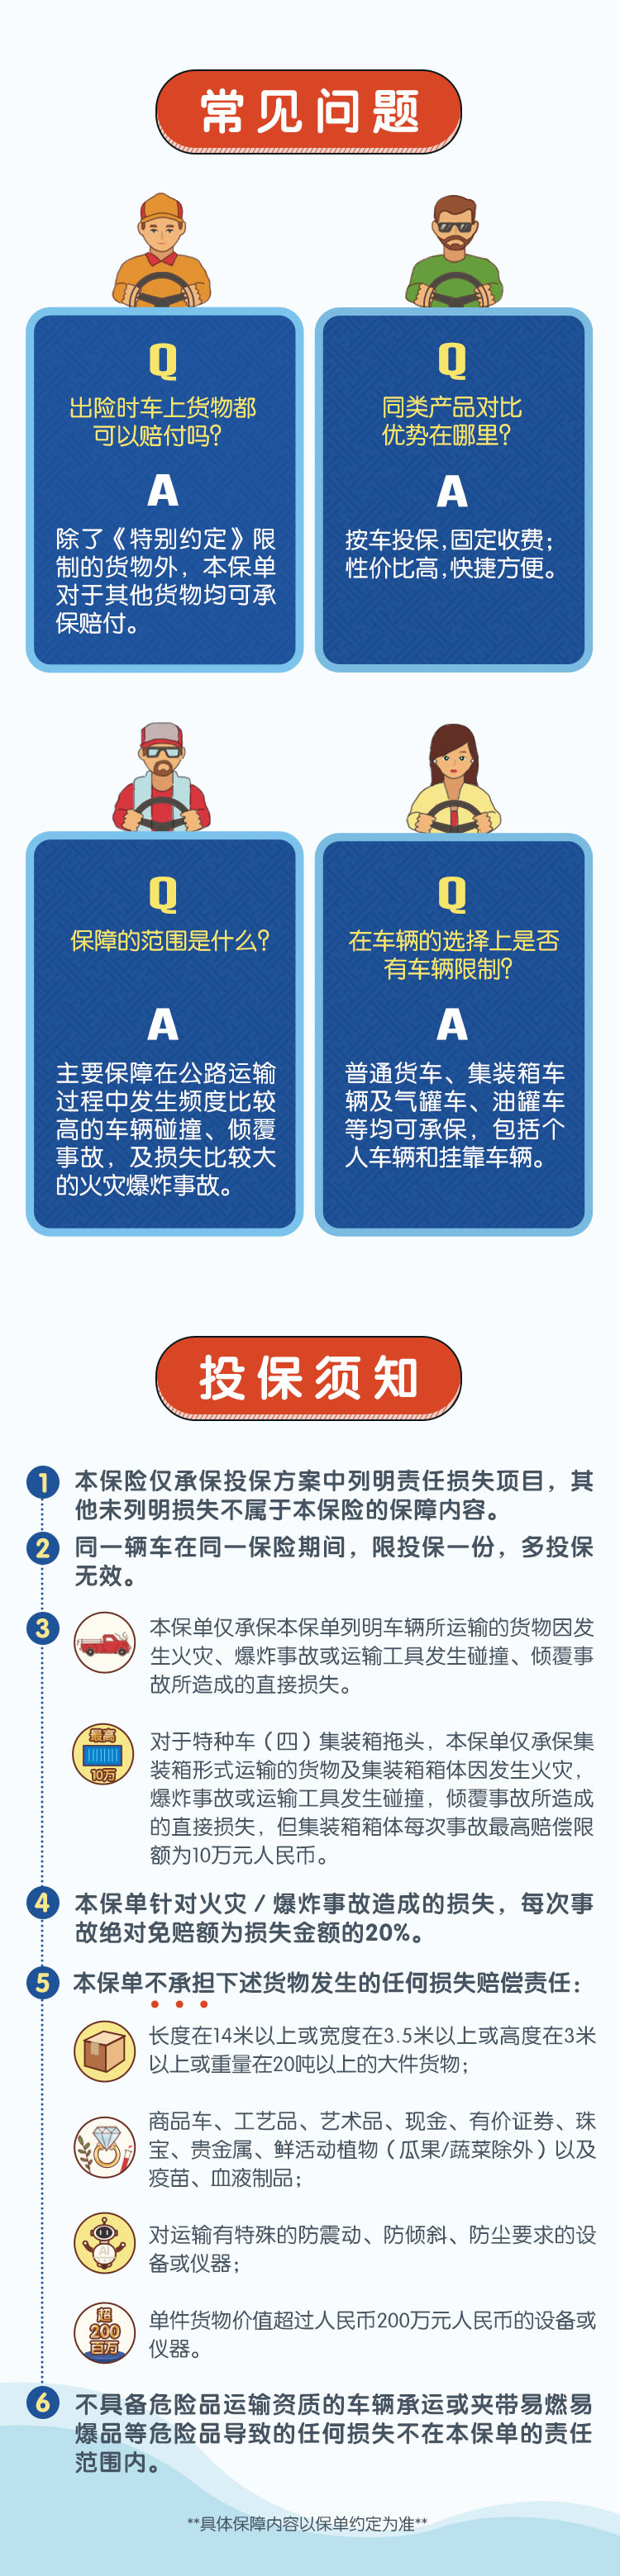 常见问题
Q
出险时车上货物都
可以赔付吗？
A
除了《特别约定》限
制的货物外，本保单
对于其他货物均可承
保赔付。
Q
同类产品对比
优势在哪里？
A
按车投保，固定收费；
性价比高，快捷方便。
Q
保障的范围是什么？
A
主要保障在公路运输
过程中发生频度比较
高的车辆碰撞、倾覆
事故，及损失比较大
的火灾爆炸事故。
Q
在车辆的选择上是否
有车辆限制？
A
普通货车、集装箱车
辆及气罐车、油罐车
等均可承保，包括个
人车辆和挂靠车辆。
投保须知
1
本保险仅承保投保方案中列明责任损失项目，其
他未列明损失不属于本保险的保障内容。
2
同一辆车在同一保险期间，限投保一份，多投保
无效。
3
本保单仅承保本保单列明车辆所运输的货物因发
生火灾、爆炸事故或运输工具发生碰撞、倾覆事
故所造成的直接损失。
最高
10万
对于特种车（四）集装箱拖头，本保单仅承保集
装箱形式运输的货物及集装箱箱体因发生火灾，
爆炸事故或运输工具发生碰撞，倾覆事故所造成
的直接损失，但集装箱箱体每次事故最高赔偿限
额为10万元人民币。
4
本保单针对火灾/爆炸事故造成的损失，每次事
故绝对免赔额为损失金额的20%。
5
本保单不承担下述货物发生的任何损失赔偿责任：
长度在14米以上或宽度在3.5米以上或高度在3米
以上或重量在20吨以上的大件货物；
商品车、工艺品、艺术品、现金、有价证券、珠
宝、贵金属、鲜活动植物（瓜果/蔬菜除外）以及
疫苗、血液制品；
AI
对运输有特殊的防震动、防倾斜、防尘要求的设
备或仪器；
超
200
百万
单件货物价值超过人民币200万元人民币的设备或
仪器。
6
不具备危险品运输资质的车辆承运或夹带易燃易
爆品等危险品导致的任何损失不在本保单的责任
范围内。
**具体保障内容以保单约定为准**